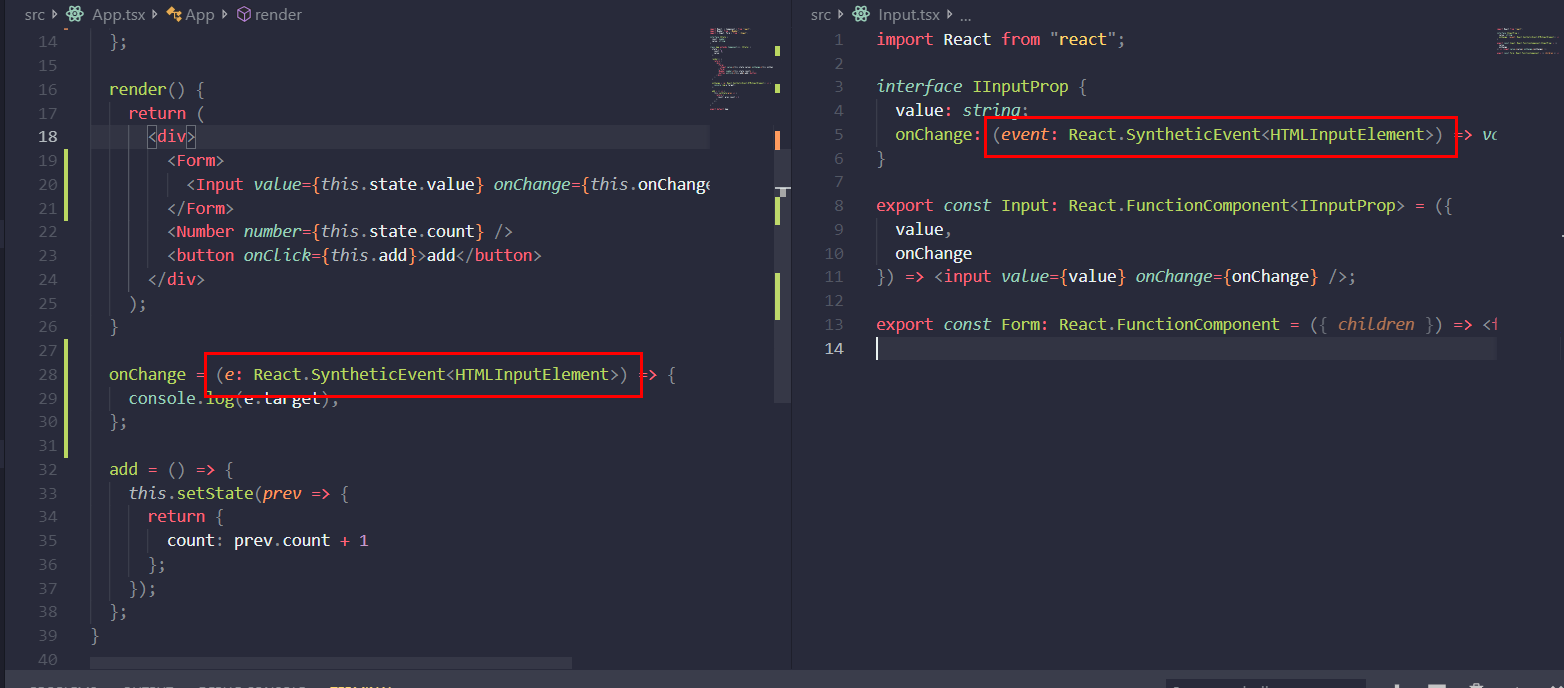 src App.tsx App render
14 };
15
16 render() {
17 return (
18 <div>
19 <Form>
20 <Input value={this.state.value} onChange={this.onChange
21 </Form>
22 <Number number={this.state.count} />
23 <button onClick={this.add}>add</button>
24 </div>
25 );
26 }
27
28 onChange = (e: React.SyntheticEvent<HTMLInputElement>) => {
29 console.log(e.target);
30 };
31
32 add = () => {
33 this.setState(prev => {
34 return {
35 count: prev.count + 1
36 };
37 });
38 };
39 }
40
src Input.tsx ...
1 import React from "react";
2
3 interface IInputProp {
4 value: string;
5 onChange: (event: React.SyntheticEvent<HTMLInputElement>) => vo
6 }
7
8 export const Input: React.FunctionComponent<IInputProp> = ({
9 value,
10 onChange
11 }) => <input value={value} onChange={onChange} />;
12
13 export const Form: React.FunctionComponent = ({ children }) => <f
14